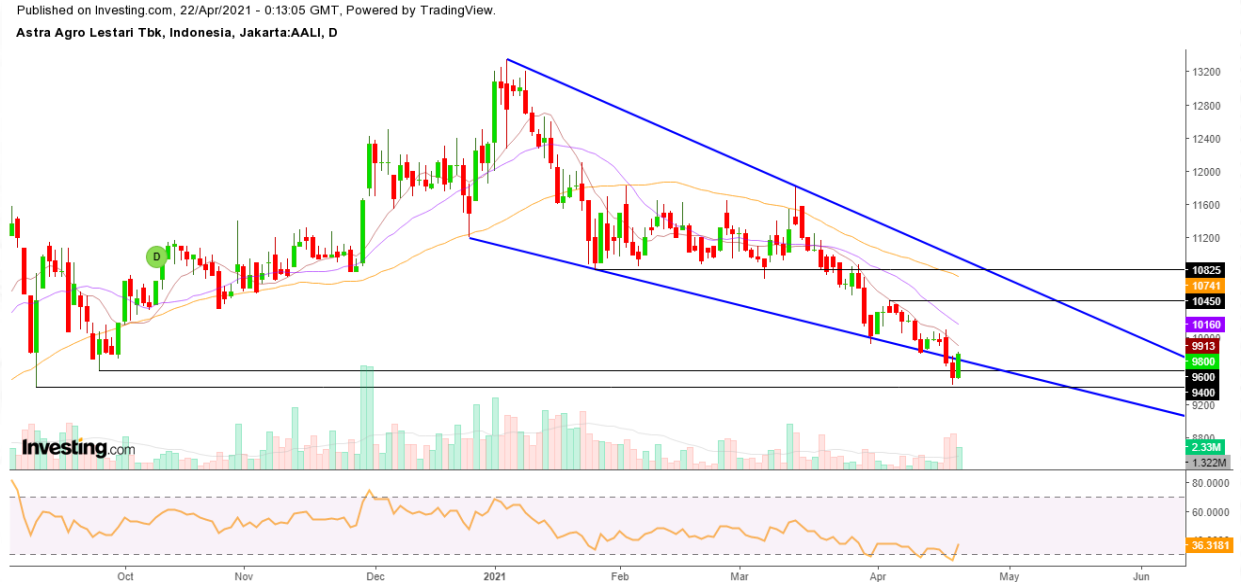 Published on Investing.com, 22/Apr/2021 - 0:13:05 GMT, Powered by TradingView.
Astra Agro Lestari Tbk, Indonesia, Jakarta:AALI, D
13200
12800
12400
12000
11600
D
11200
10825
10741
10450
10160
10000
9913
9800
9600
9400
9200
8800
Investing.com
2.33M
1.322M
80.0000
60.0000
36.3181
Oct Nov Dec 2021 Feb Mar Apr May Jun